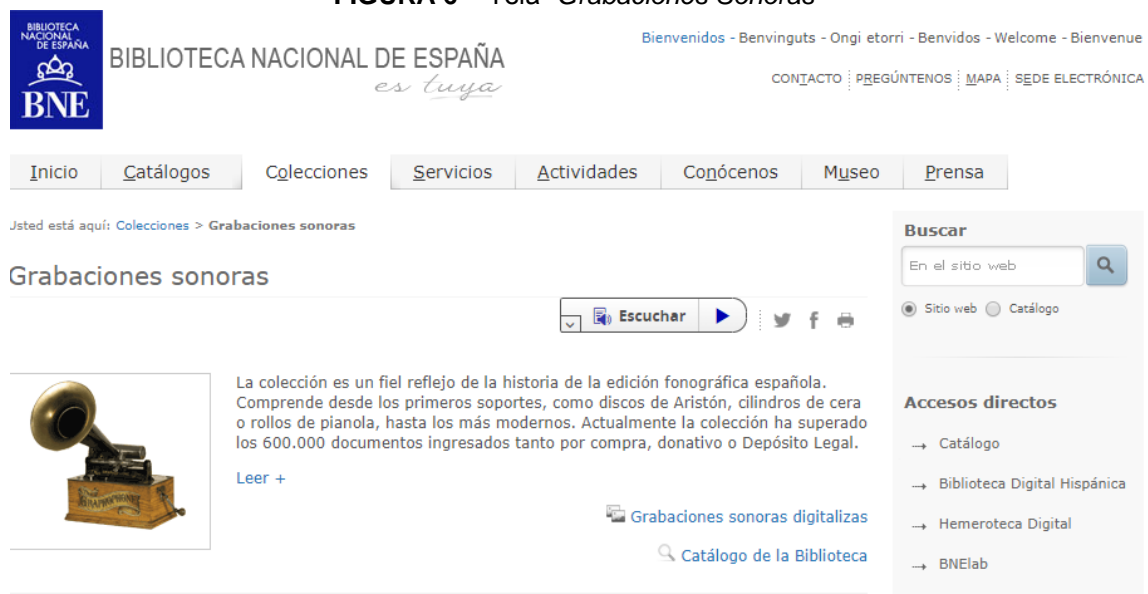 BIBLIOTECA
NACIONAL
DE ESPAÑA
BNE
BIBLIOTECA NACIONAL DE ESPAÑA
es tuya
Bienvenidos - Benvinguts - Ongi etorri - Benvidos - Welcome - Bienvenue
CONTACTO PREGÚNTENOS MAPA SEDE ELECTRÓNICA
Inicio Catálogos Colecciones Servicios Actividades Conócenos Museo Prensa
Usted está aquí: Colecciones > Grabaciones sonoras
Grabaciones sonoras
Escuchar
La colección es un fiel reflejo de la historia de la edición fonográfica española.
Comprende desde los primeros soportes, como discos de Aristón, cilindros de cera
o rollos de pianola, hasta los más modernos. Actualmente la colección ha superado
los 600.000 documentos ingresados tanto por compra, donativo o Depósito Legal.
Leer +
Grabaciones sonoras digitalizas
Catálogo de la Biblioteca
Buscar
En el sitio web
Sitio web Catálogo
Accesos directos
Catálogo
Biblioteca Digital Hispánica
Hemeroteca Digital
BNElab